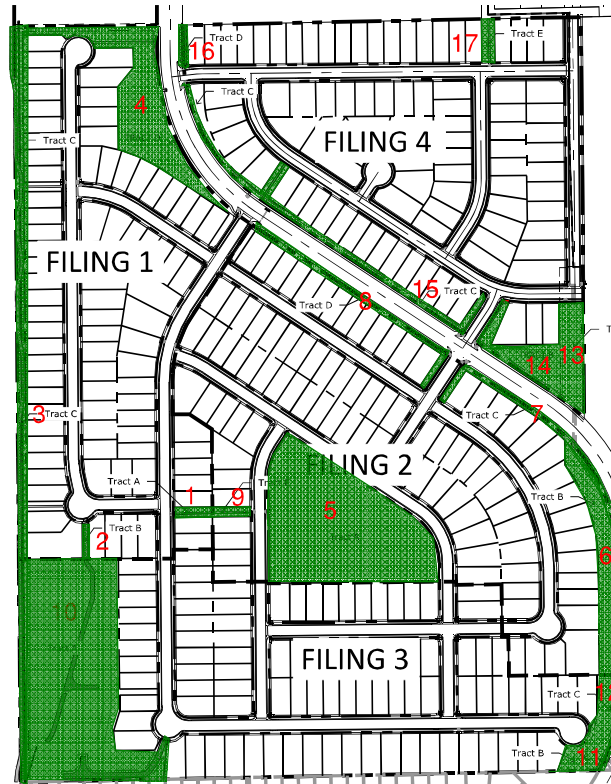 16
Tract D
17
Tract E
Tract C
4
FILING 4
Tract C
FILING 1
15
Tract C
8
Tract D
13
14
3
Tract C
7
Tract C
FILING 2
Tract A
1
9
5
Tract B
2
Tract B
6
10
FILING 3
Tract C
Tract B
11